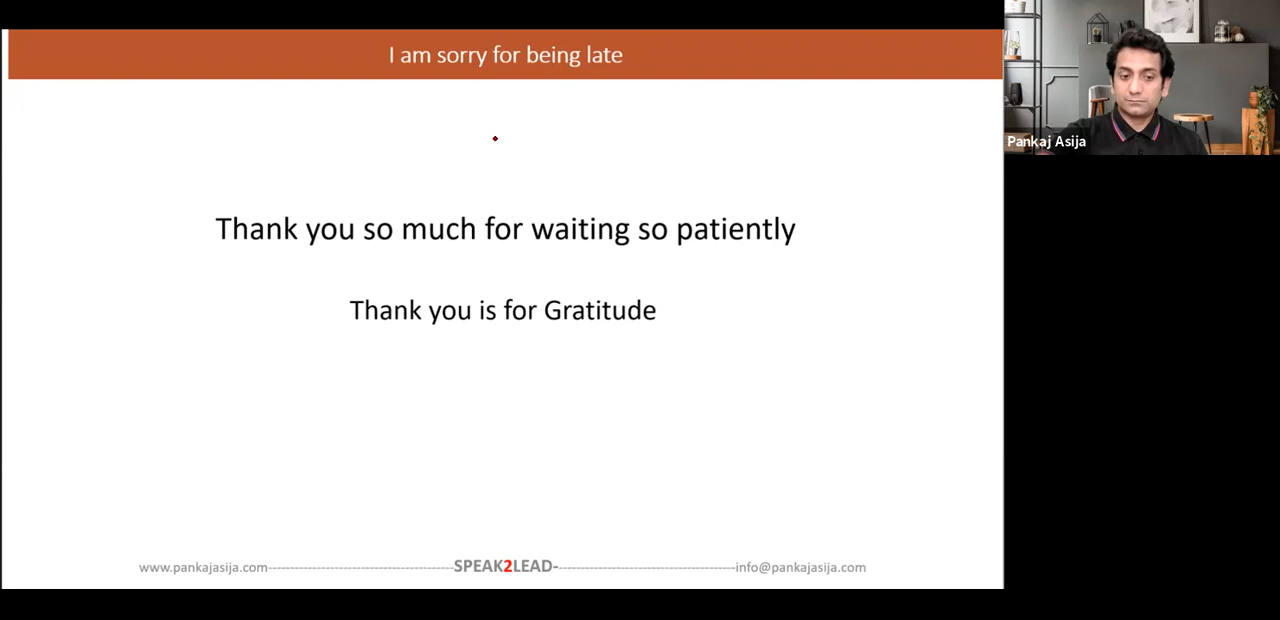 I am sorry for being late
Thank you so much for waiting so patiently
Thank you is for Gratitude
www.pankajasija.com------------------------------------------SPEAK2LEAD-----------------------------------------info@pankajasija.com
Pankaj Asija